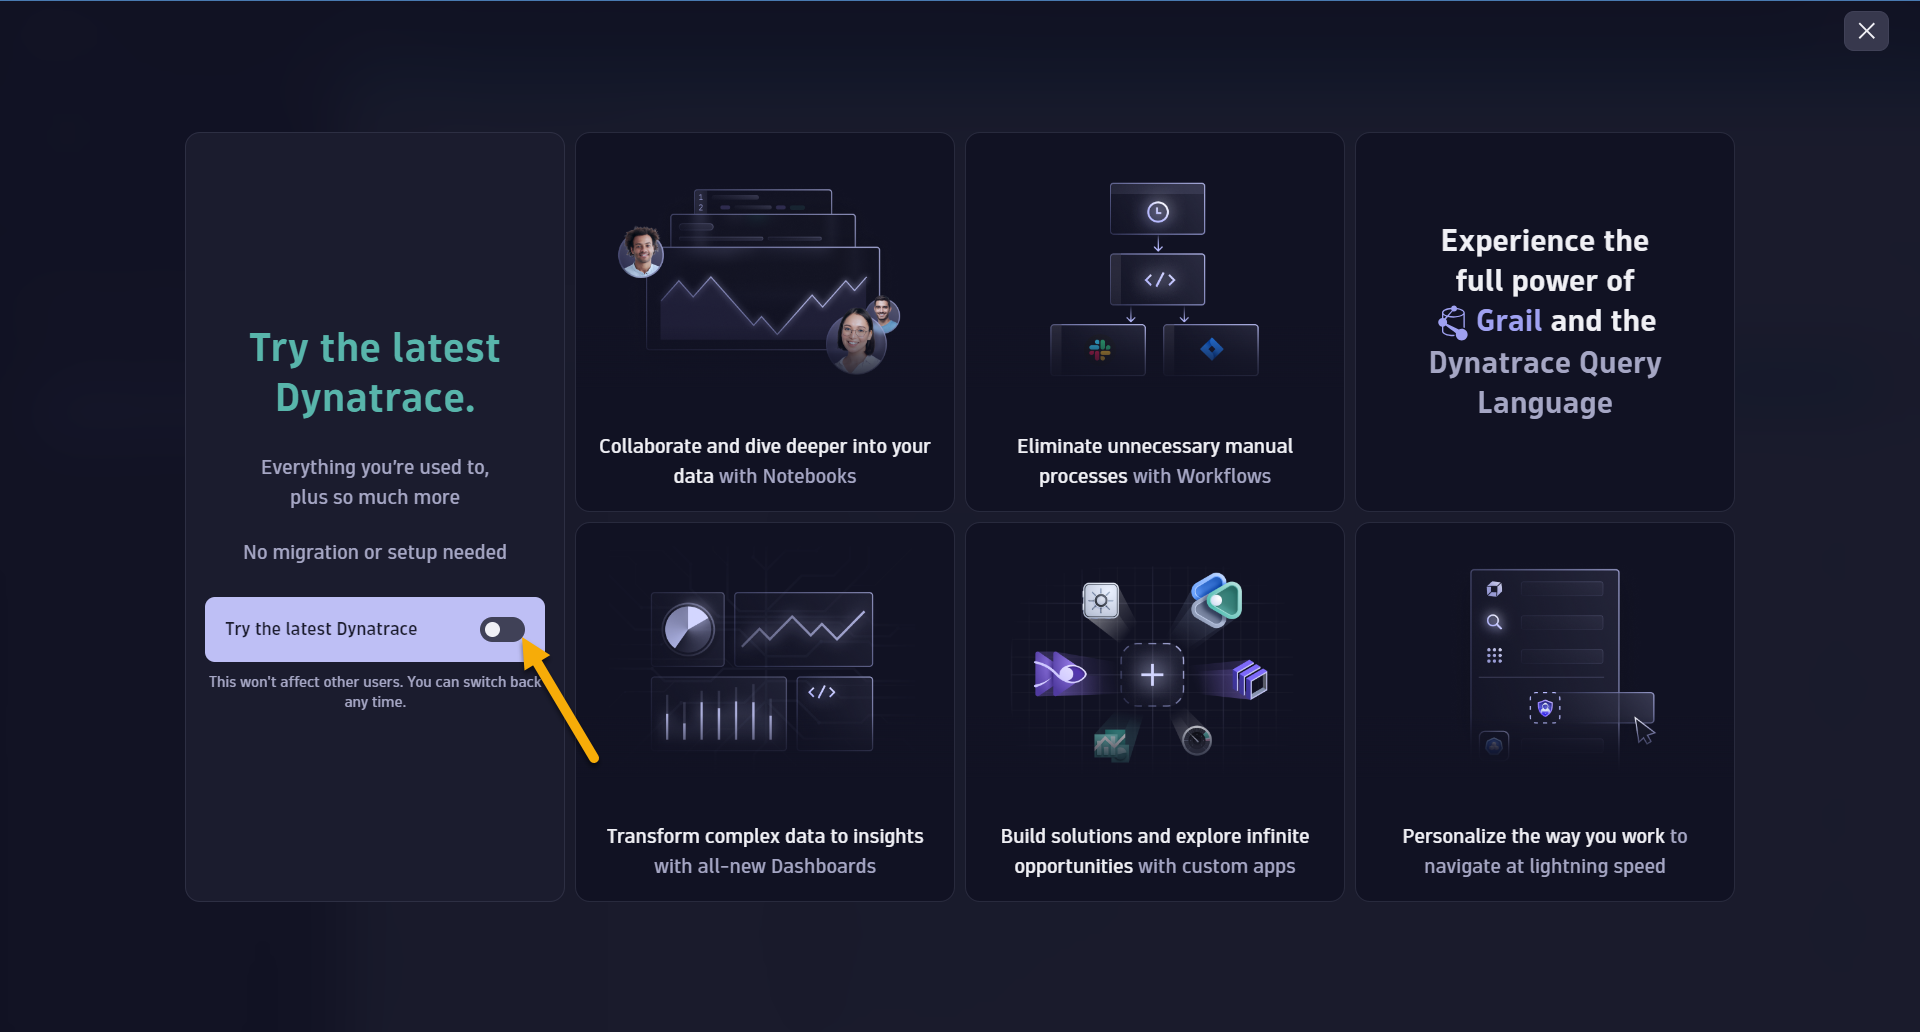 Try the latest
Dynatrace.
Everything you're used to,
plus so much more
No migration or setup needed
Try the latest Dynatrace
This won't affect other users. You can switch back
any time.
1
2
Collaborate and dive deeper into your
data with Notebooks
</>
Eliminate unnecessary manual
processes with Workflows
Experience the
full power of
Grail and the
Dynatrace Query
Language
</>
Transform complex data to insights
with all-new Dashboards
Build solutions and explore infinite
opportunities with custom apps
Personalize the way you work to
navigate at lightning speed